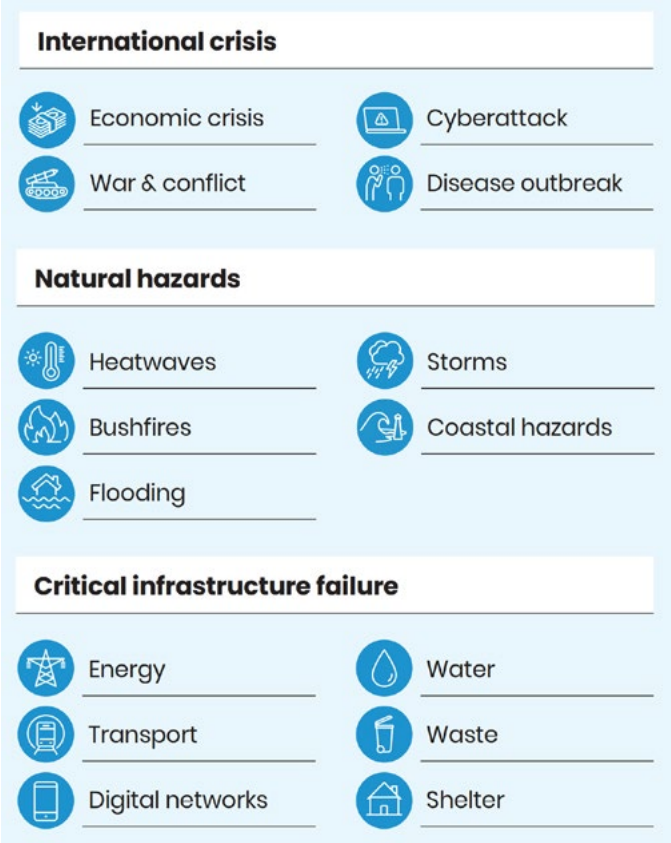 International crisis
Economic crisis
Cyberattack
War & conflict
Disease outbreak
Natural hazards
Heatwaves
Storms
Bushfires
Coastal hazards
Flooding
Critical infrastructure failure
Energy
Water
Transport
Waste
Digital networks
Shelter